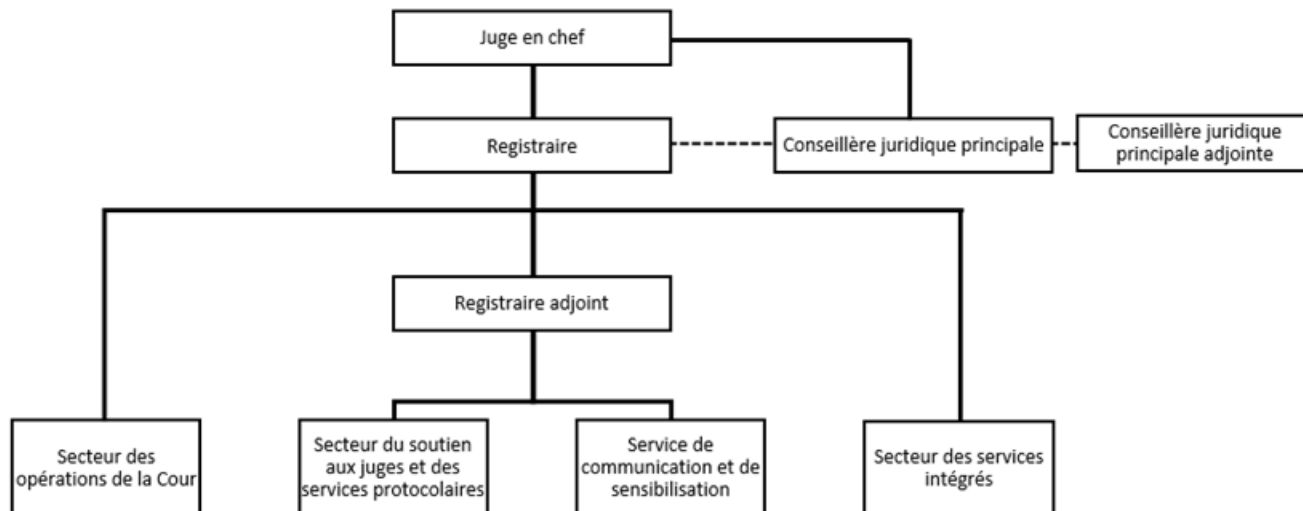 Juge en chef
Registraire
Conseillère juridique principale
Conseillère juridique
principale adjointe
Registraire adjoint
Secteur des
opérations de la Cour
Secteur du soutien
aux juges et des
services protocolaires
Service de
communication et de
sensibilisation
Secteur des services
intégrés